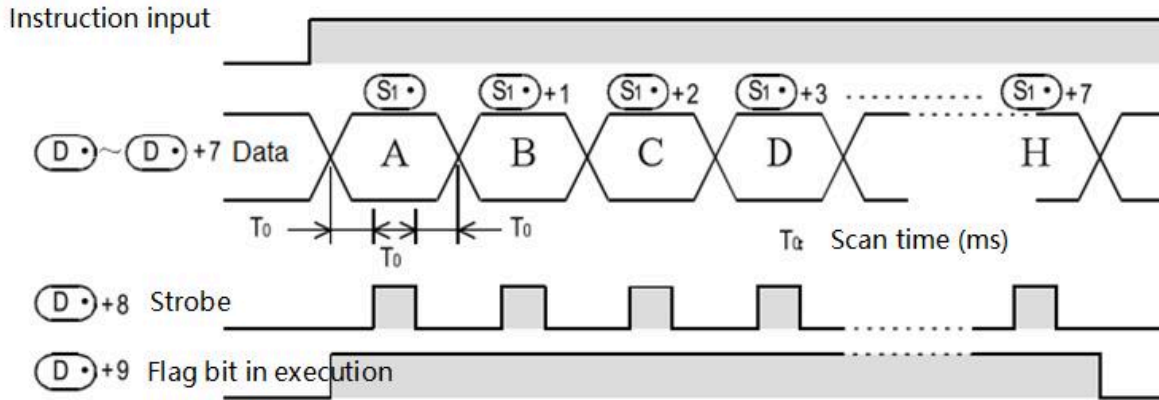 Instruction input
S1• S1•+1 S1•+2 S1•+3 S1•+7
D•~D•+7 Data A B C D H
T0 T0
T0
T0: Scan time (ms)
D•+8 Strobe
D•+9 Flag bit in execution